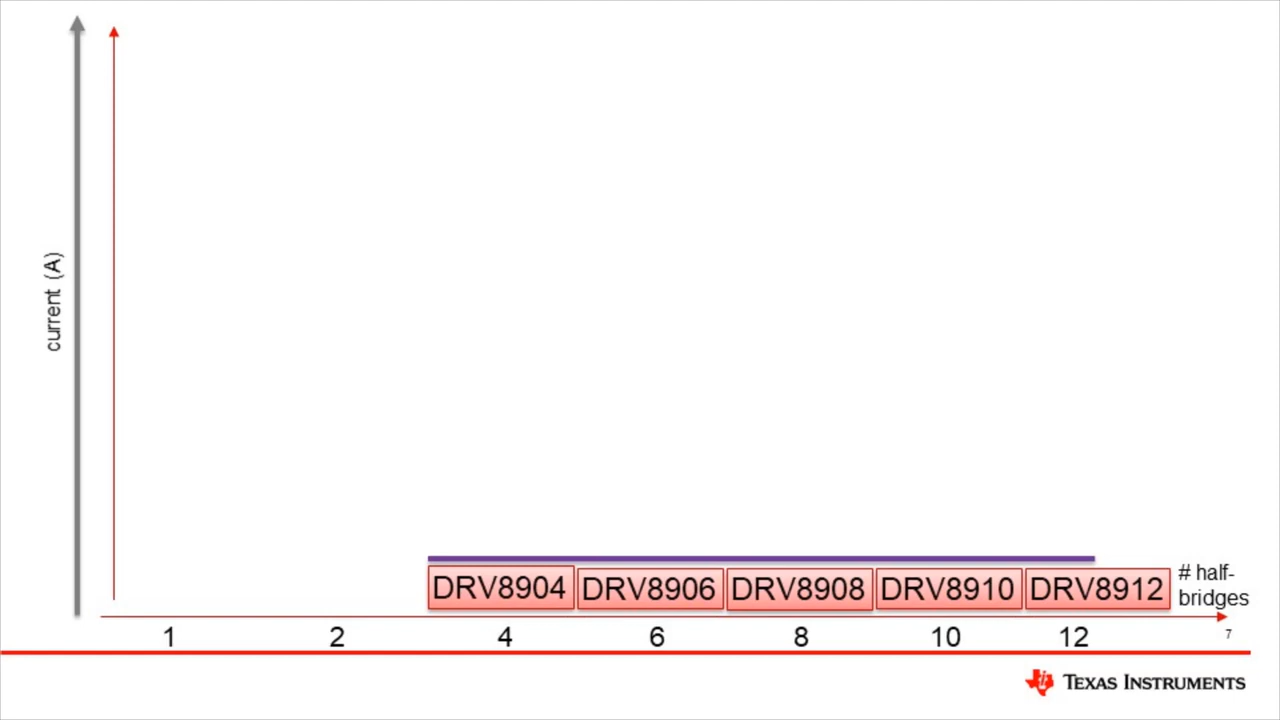 current (A)
DRV8904 DRV8906 DRV8908 DRV8910 DRV8912
# half-
bridges
1 2 4 6 8 10 12
7
TEXAS INSTRUMENTS